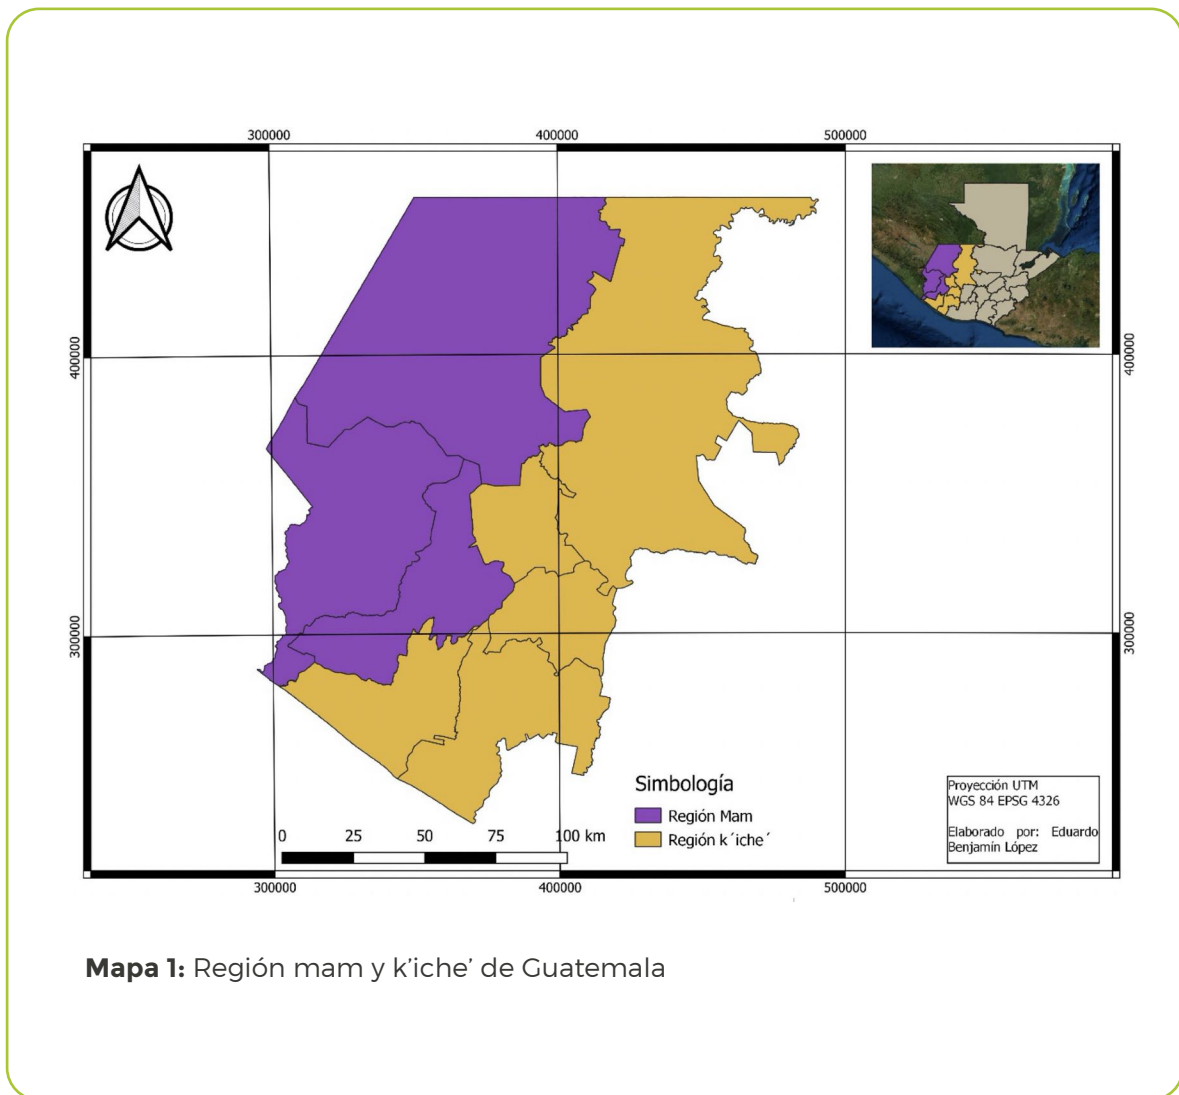 300000
400000
500000
400000
400000
300000
300000
Simbología
Región Mam
Región k´iche´
0 25 50 75 100 km
Proyección UTM
WGS 84 EPSG 4326
Elaborado por: Eduardo
Benjamín López
300000
400000
500000
Mapa 1: Región mam y k’iche’ de Guatemala